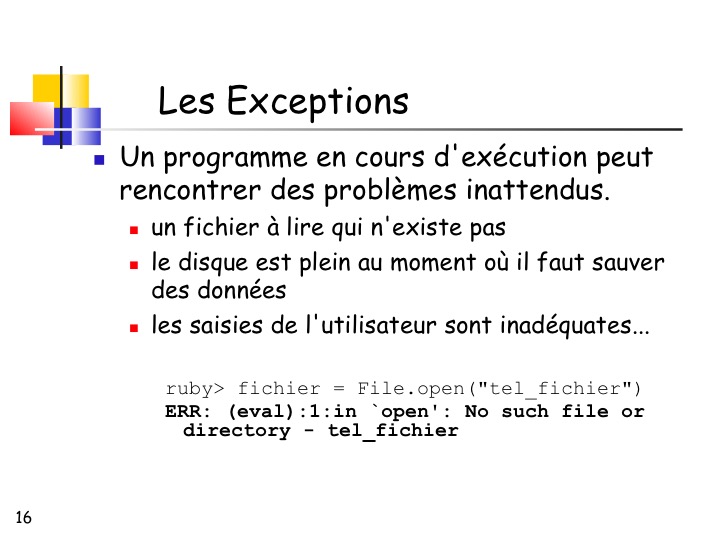 Les Exceptions
Un programme en cours d'exécution peut
rencontrer des problèmes inattendus.
un fichier à lire qui n'existe pas
le disque est plein au moment où il faut sauver
des données
les saisies de l'utilisateur sont inadéquates...
ruby> fichier = File.open("tel_fichier")
ERR: (eval):1:in `open': No such file or
directory - tel_fichier
16